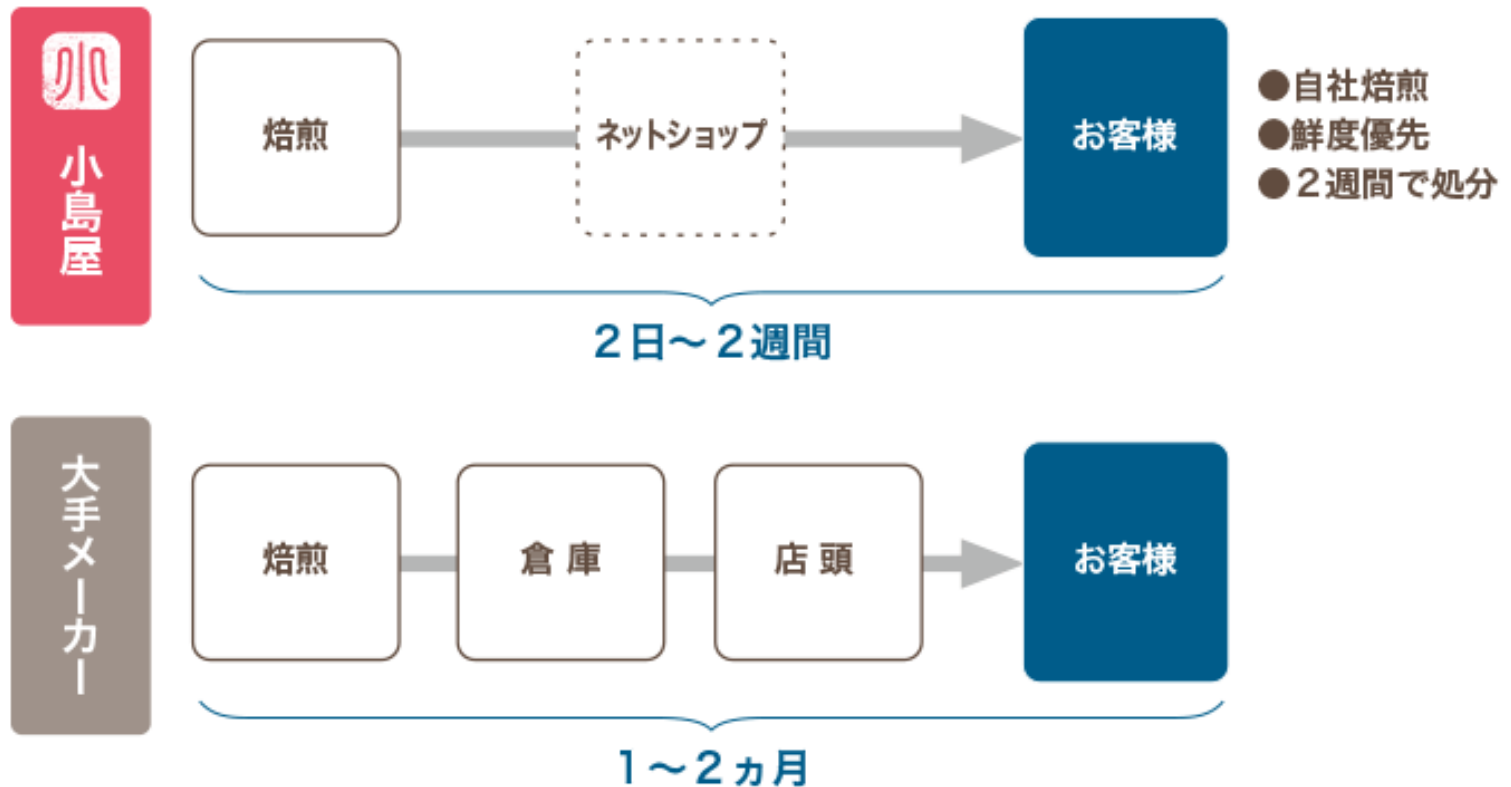 小
小島屋
焙煎
ネットショップ
お客様
●自社焙煎
●鮮度優先
●２週間で処分
２日〜２週間
大手メーカー
焙煎
倉 庫
店 頭
お客様
１〜２ヵ月